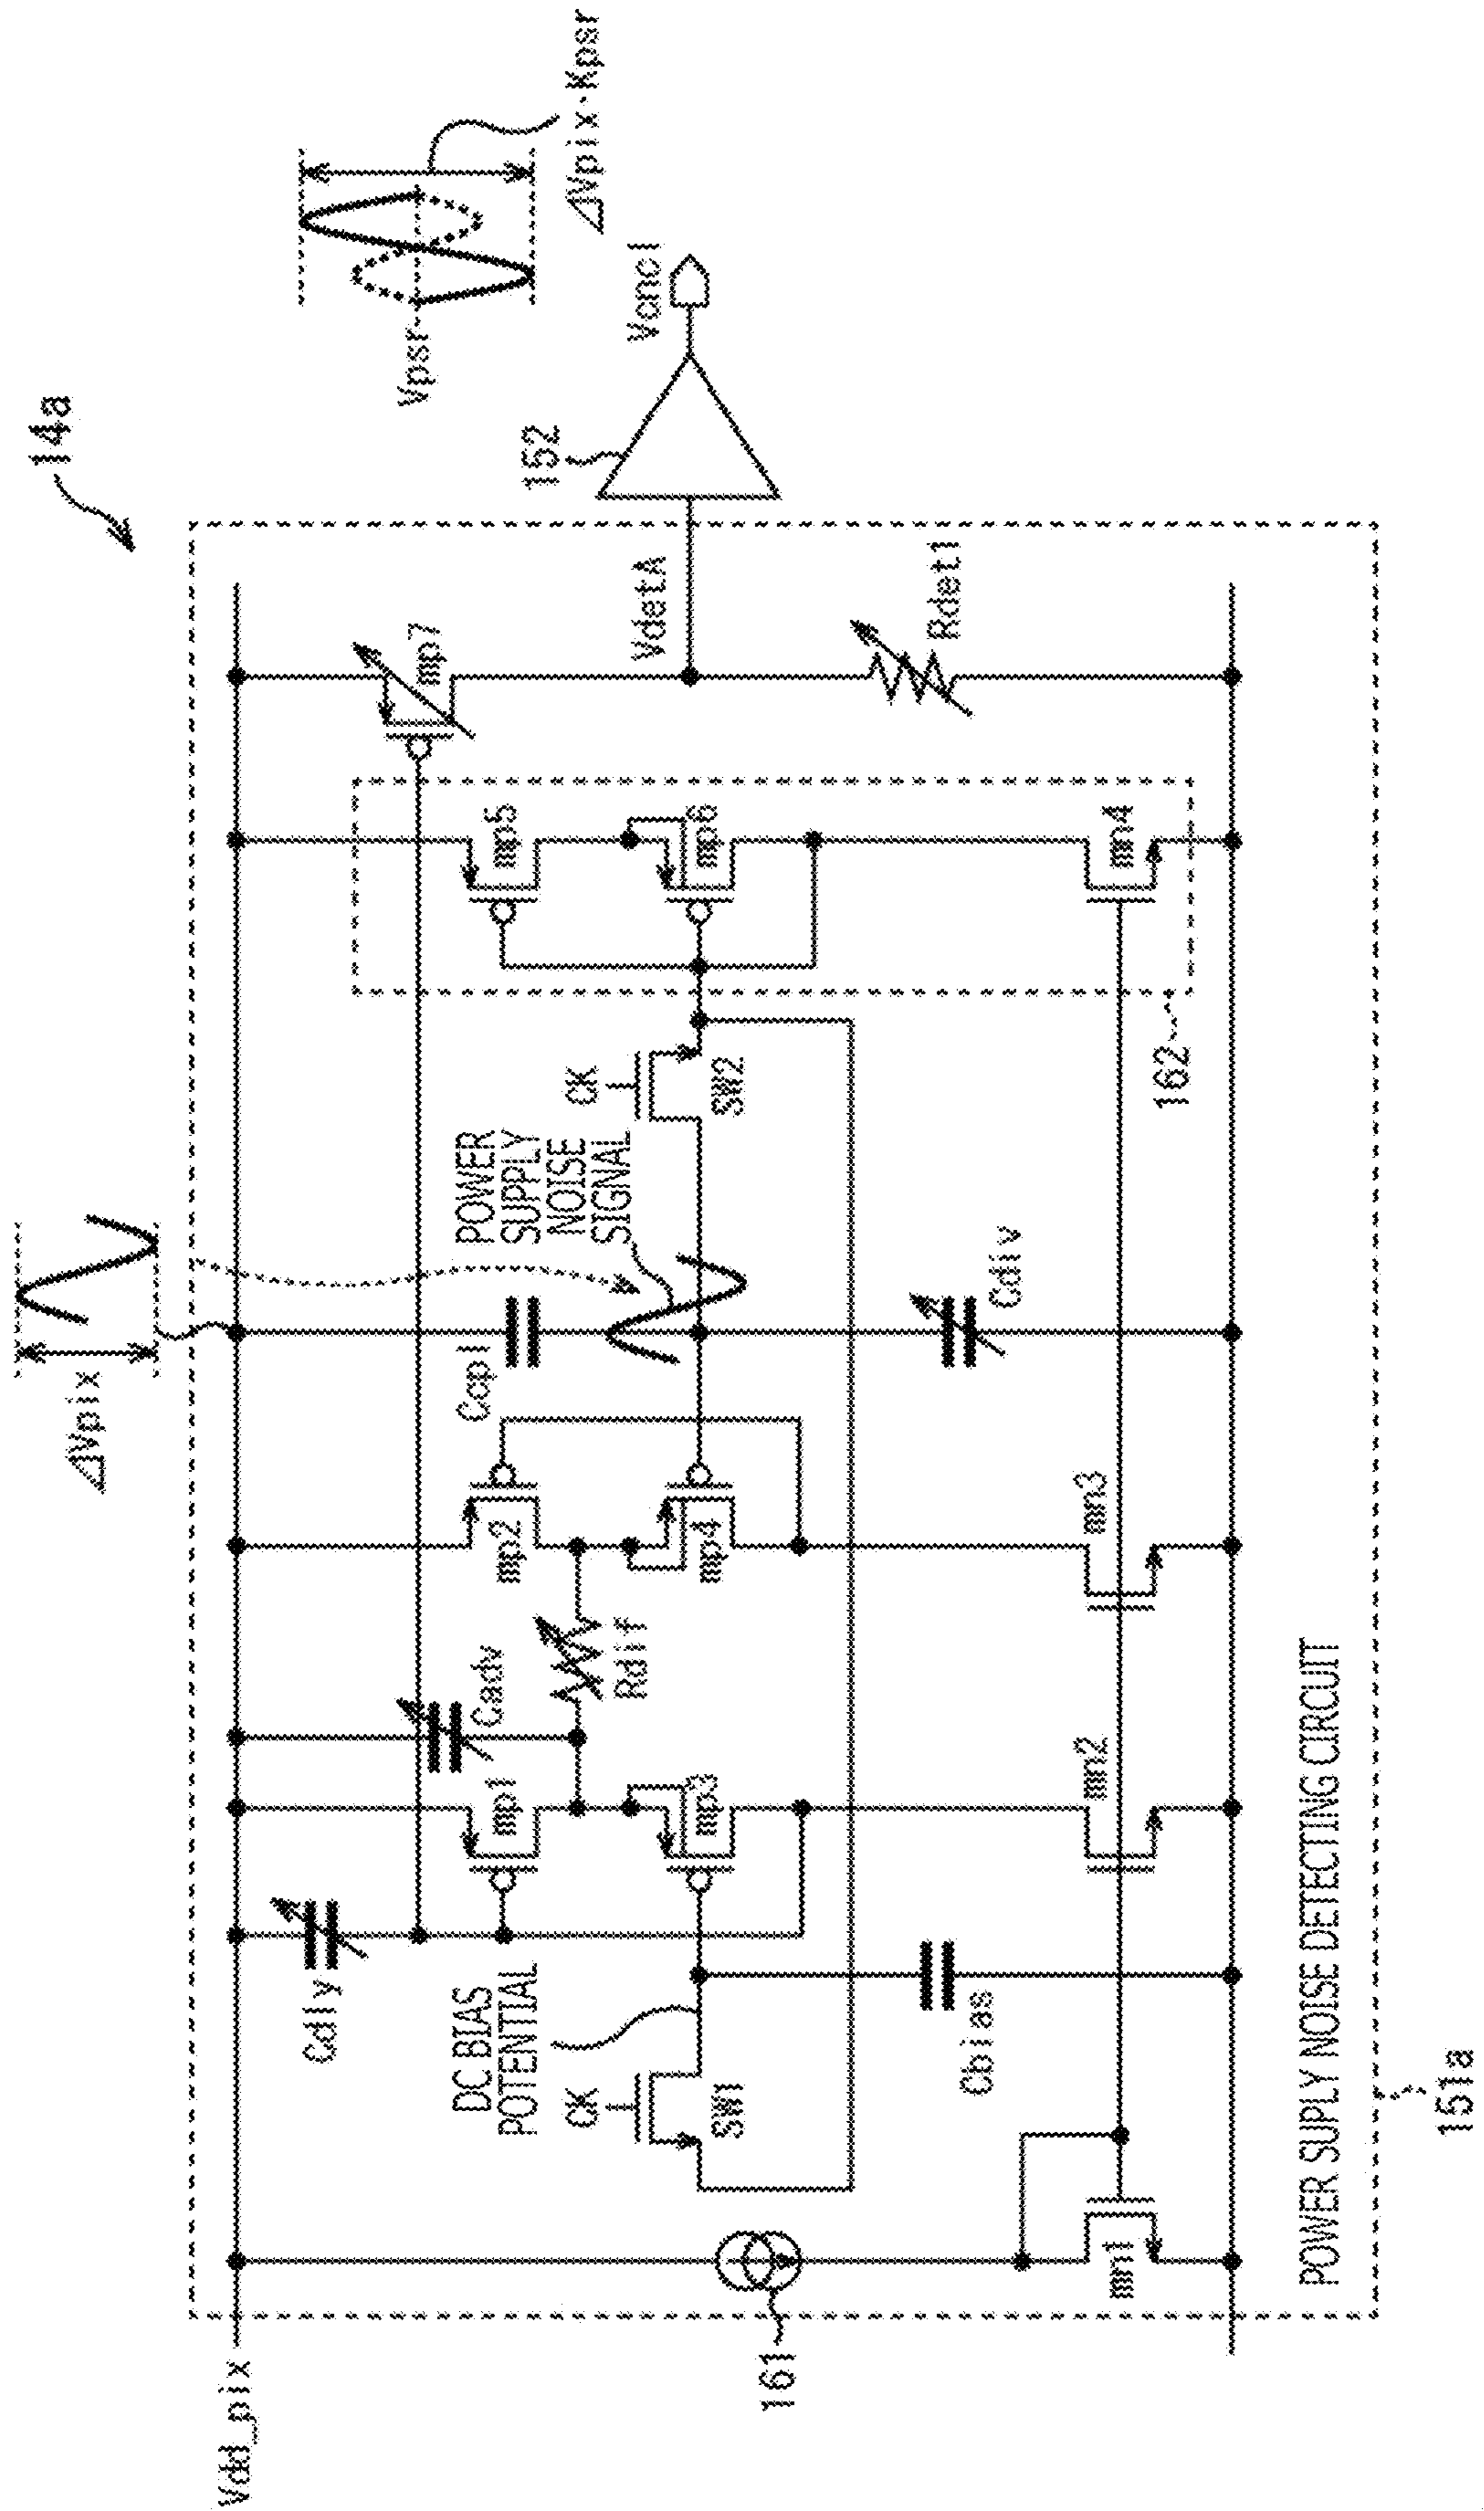 14a
Vdd_pix
ΔVpix
Cdly
mp1
Cadv
mp2
Ccpl
POWER
SUPPLY
NOISE
SIGNAL
mp5
mp7
Vpsr
ΔVpix·Kpsr
DC BIAS
POTENTIAL
CK
SW1
mp3
Rdif
mp4
CK
SW2
mp6
VdetA
152
Vcncl
161
Cbias
Cdiv
Rdet1
mn1
mn2
mn3
mn4
162
POWER SUPLY NOISE DETECTING CIRCUIT
151a